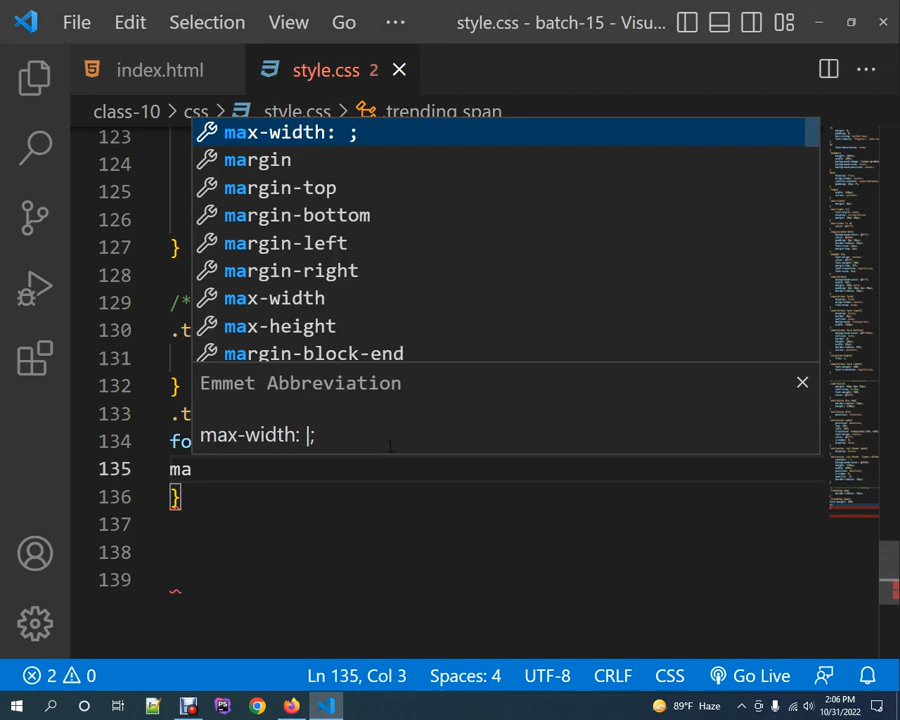 File Edit Selection View Go ··· style.css - batch-15 - Visu...
index.html style.css 2
class-10 > css > style.css > .trending span
123 max-width: ;
124 margin
125 margin-top
126 margin-bottom
127 } margin-left
128 margin-right
129 /* max-width
130 .t max-height
131 margin-block-end
132 } Emmet Abbreviation
133 .t
134 fo max-width: |;
135 ma
136 }
137
138
139
2 0 Ln 135, Col 3 Spaces: 4 UTF-8 CRLF CSS Go Live
Ps 89°F Haze 2:06 PM
10/31/2022